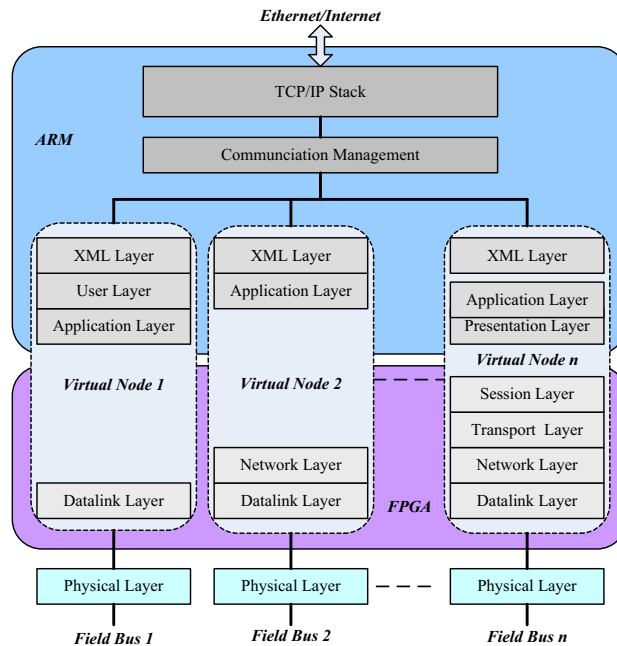 Ethernet/Internet
TCP/IP Stack
ARM
Communciation Management
XML Layer
XML Layer
XML Layer
User Layer
Application Layer
Application Layer
Application Layer
Presentation Layer
Virtual Node 1
Virtual Node 2
Virtual Node n
Session Layer
Transport Layer
Network Layer
Network Layer
Datalink Layer
Datalink Layer
Datalink Layer
FPGA
Physical Layer
Physical Layer
Physical Layer
Field Bus 1
Field Bus 2
Field Bus n